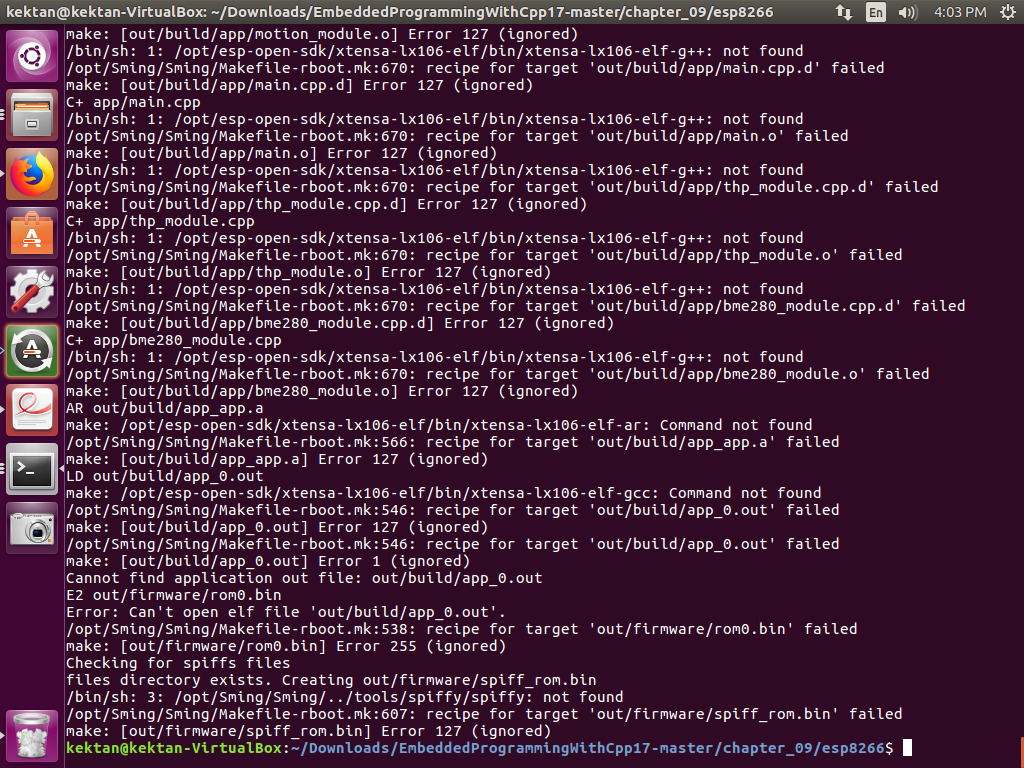 kektan@kektan-VirtualBox: ~/Downloads/EmbeddedProgrammingWithCpp17-master/chapter_09/esp8266 En 4:03 PM
make: [out/build/app/motion_module.o] Error 127 (ignored)
/bin/sh: 1: /opt/esp-open-sdk/xtensa-lx106-elf/bin/xtensa-lx106-elf-g++: not found
/opt/Sming/Sming/Makefile-rboot.mk:670: recipe for target 'out/build/app/main.cpp.d' failed
make: [out/build/app/main.cpp.d] Error 127 (ignored)
C+ app/main.cpp
/bin/sh: 1: /opt/esp-open-sdk/xtensa-lx106-elf/bin/xtensa-lx106-elf-g++: not found
/opt/Sming/Sming/Makefile-rboot.mk:670: recipe for target 'out/build/app/main.o' failed
make: [out/build/app/main.o] Error 127 (ignored)
/bin/sh: 1: /opt/esp-open-sdk/xtensa-lx106-elf/bin/xtensa-lx106-elf-g++: not found
/opt/Sming/Sming/Makefile-rboot.mk:670: recipe for target 'out/build/app/thp_module.cpp.d' failed
make: [out/build/app/thp_module.cpp.d] Error 127 (ignored)
C+ app/thp_module.cpp
/bin/sh: 1: /opt/esp-open-sdk/xtensa-lx106-elf/bin/xtensa-lx106-elf-g++: not found
/opt/Sming/Sming/Makefile-rboot.mk:670: recipe for target 'out/build/app/thp_module.o' failed
make: [out/build/app/thp_module.o] Error 127 (ignored)
/bin/sh: 1: /opt/esp-open-sdk/xtensa-lx106-elf/bin/xtensa-lx106-elf-g++: not found
/opt/Sming/Sming/Makefile-rboot.mk:670: recipe for target 'out/build/app/bme280_module.cpp.d' failed
make: [out/build/app/bme280_module.cpp.d] Error 127 (ignored)
C+ app/bme280_module.cpp
/bin/sh: 1: /opt/esp-open-sdk/xtensa-lx106-elf/bin/xtensa-lx106-elf-g++: not found
/opt/Sming/Sming/Makefile-rboot.mk:670: recipe for target 'out/build/app/bme280_module.o' failed
make: [out/build/app/bme280_module.o] Error 127 (ignored)
AR out/build/app_app.a
make: /opt/esp-open-sdk/xtensa-lx106-elf/bin/xtensa-lx106-elf-ar: Command not found
/opt/Sming/Sming/Makefile-rboot.mk:566: recipe for target 'out/build/app_app.a' failed
make: [out/build/app_app.a] Error 127 (ignored)
LD out/build/app_0.out
make: /opt/esp-open-sdk/xtensa-lx106-elf/bin/xtensa-lx106-elf-gcc: Command not found
/opt/Sming/Sming/Makefile-rboot.mk:546: recipe for target 'out/build/app_0.out' failed
make: [out/build/app_0.out] Error 127 (ignored)
/opt/Sming/Sming/Makefile-rboot.mk:546: recipe for target 'out/build/app_0.out' failed
make: [out/build/app_0.out] Error 1 (ignored)
Cannot find application out file: out/build/app_0.out
E2 out/firmware/rom0.bin
Error: Can't open elf file 'out/build/app_0.out'.
/opt/Sming/Sming/Makefile-rboot.mk:538: recipe for target 'out/firmware/rom0.bin' failed
make: [out/firmware/rom0.bin] Error 255 (ignored)
Checking for spiffs files
files directory exists. Creating out/firmware/spiff_rom.bin
/bin/sh: 3: /opt/Sming/Sming/../tools/spiffy/spiffy: not found
/opt/Sming/Sming/Makefile-rboot.mk:607: recipe for target 'out/firmware/spiff_rom.bin' failed
make: [out/firmware/spiff_rom.bin] Error 127 (ignored)
kektan@kektan-VirtualBox:~/Downloads/EmbeddedProgrammingWithCpp17-master/chapter_09/esp8266$